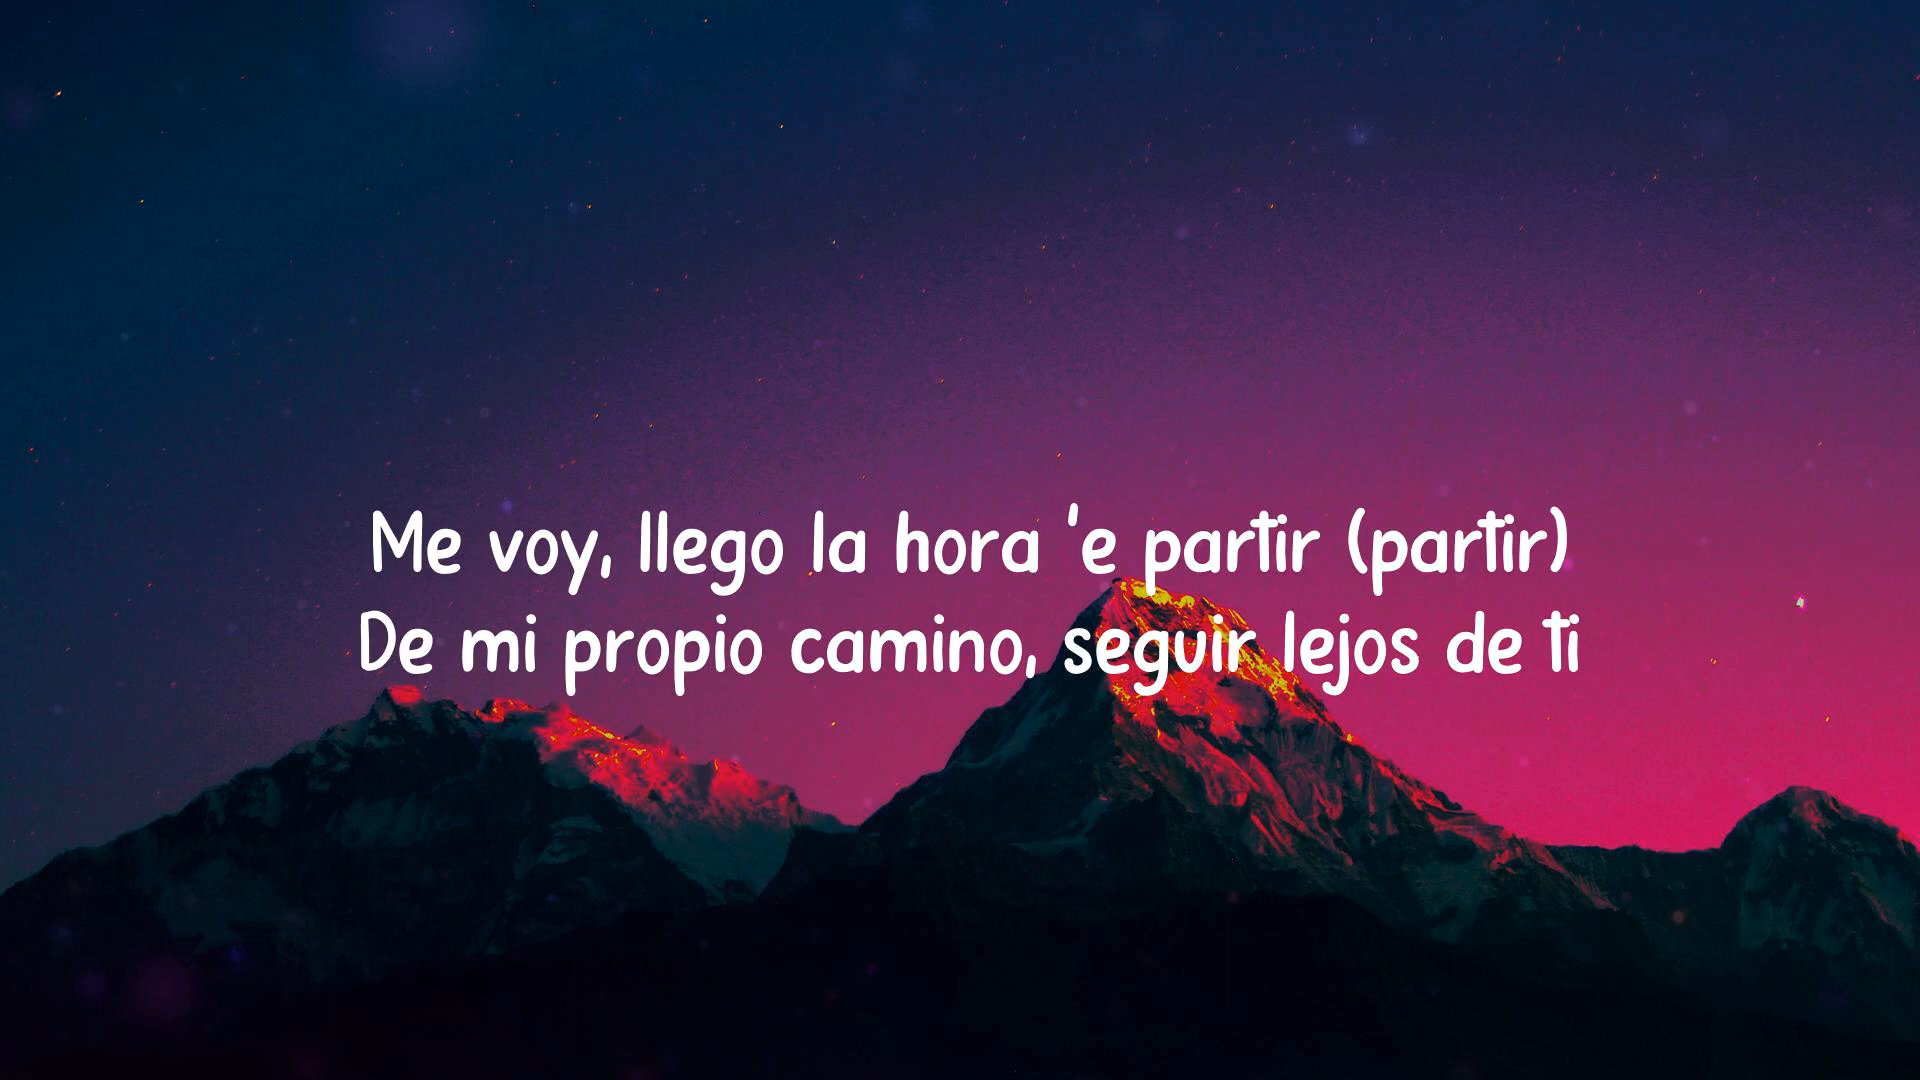 Me voy, llego la hora 'e partir (partir)
De mi propio camino, seguir lejos de ti